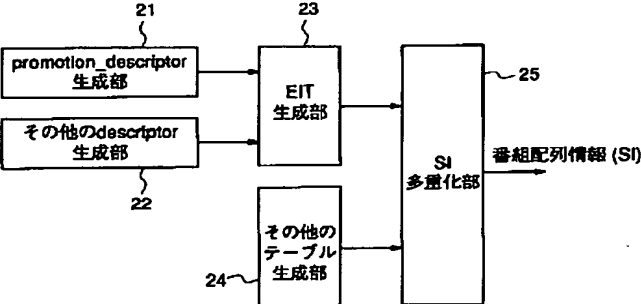 21
promotion_descriptor
生成部
その他のdescriptor
生成部
22
23
EIT
生成部
その他の
テーブル
生成部
24
SI
多重化部
25
番組配列情報 (SI)